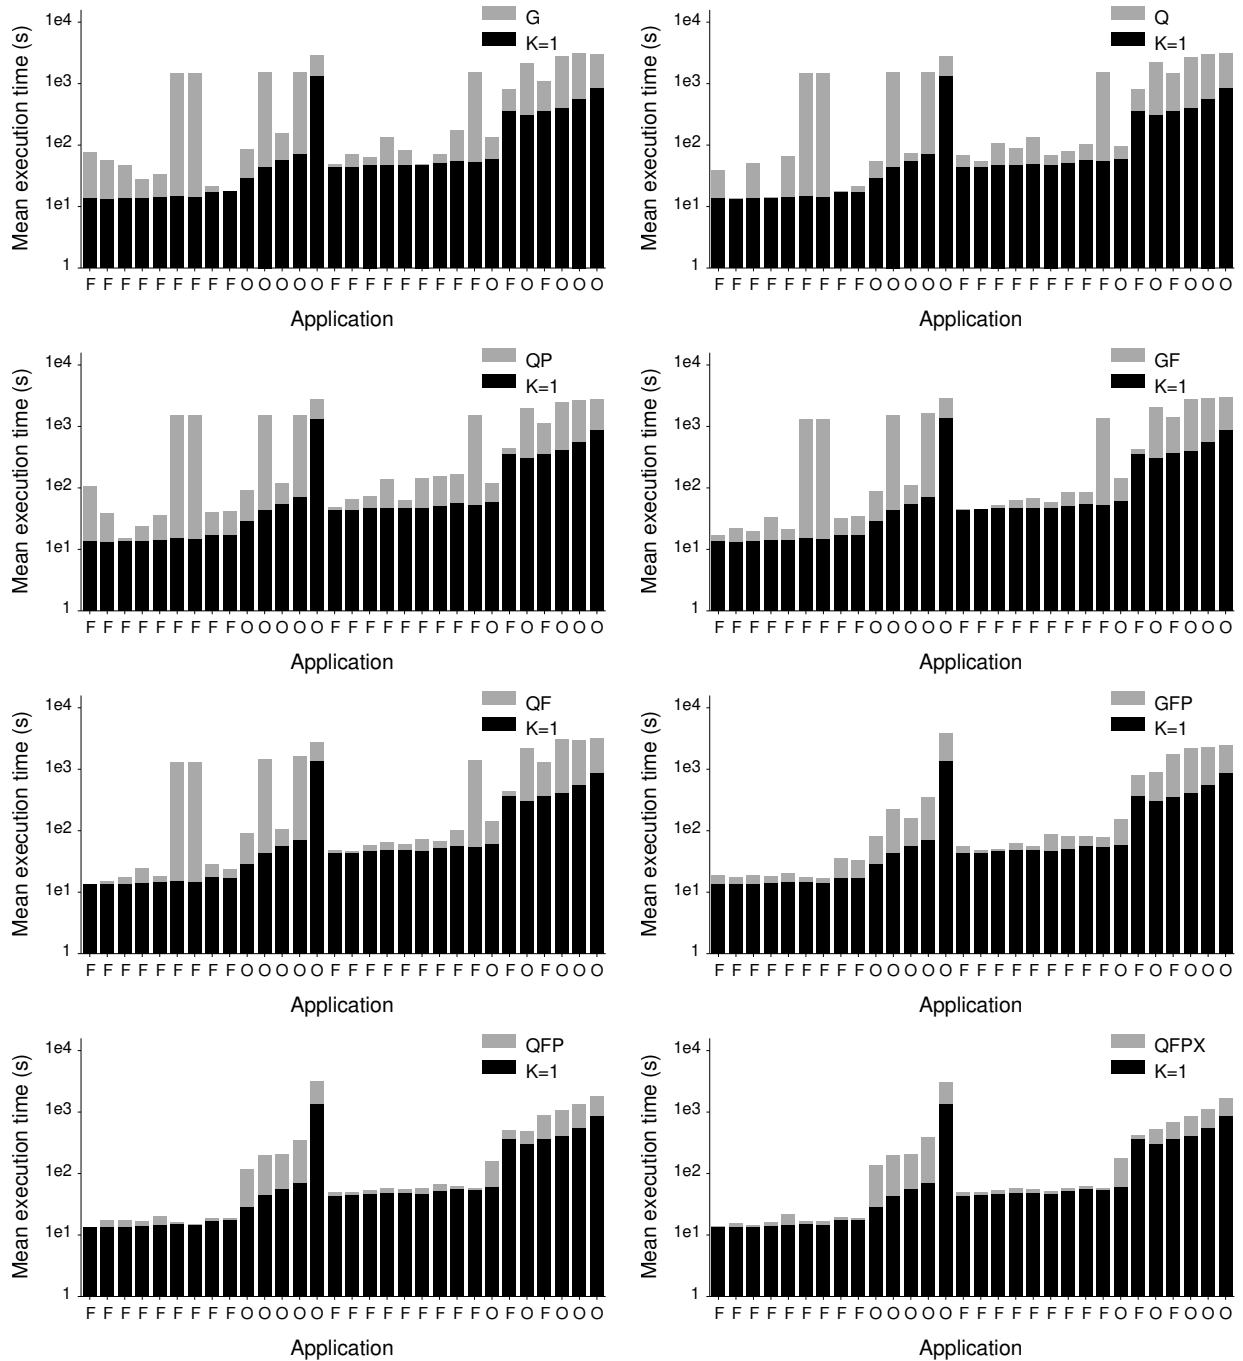 Mean execution time (s)
1e4
1e3
1e2
1e1
1
G
K=1
F F F F F F F F F O O O O O F F F F F F F F F O F O F O O O
Application
Mean execution time (s)
1e4
1e3
1e2
1e1
1
Q
K=1
F F F F F F F F F O O O O O F F F F F F F F F O F O F O O O
Application
Mean execution time (s)
1e4
1e3
1e2
1e1
1
QP
K=1
F F F F F F F F F O O O O O F F F F F F F F F O F O F O O O
Application
Mean execution time (s)
1e4
1e3
1e2
1e1
1
GF
K=1
F F F F F F F F F O O O O O F F F F F F F F F O F O F O O O
Application
Mean execution time (s)
1e4
1e3
1e2
1e1
1
QF
K=1
F F F F F F F F F O O O O O F F F F F F F F F O F O F O O O
Application
Mean execution time (s)
1e4
1e3
1e2
1e1
1
GFP
K=1
F F F F F F F F F O O O O O F F F F F F F F F O F O F O O O
Application
Mean execution time (s)
1e4
1e3
1e2
1e1
1
QFP
K=1
F F F F F F F F F O O O O O F F F F F F F F F O F O F O O O
Application
Mean execution time (s)
1e4
1e3
1e2
1e1
1
QFPX
K=1
F F F F F F F F F O O O O O F F F F F F F F F O F O F O O O
Application